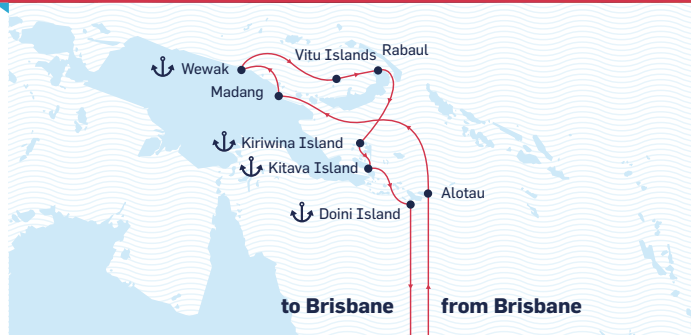 Vitu Islands
Rabaul
Wewak
Madang
Kiriwina Island
Kitava Island
Alotau
Doini Island
to Brisbane
from Brisbane